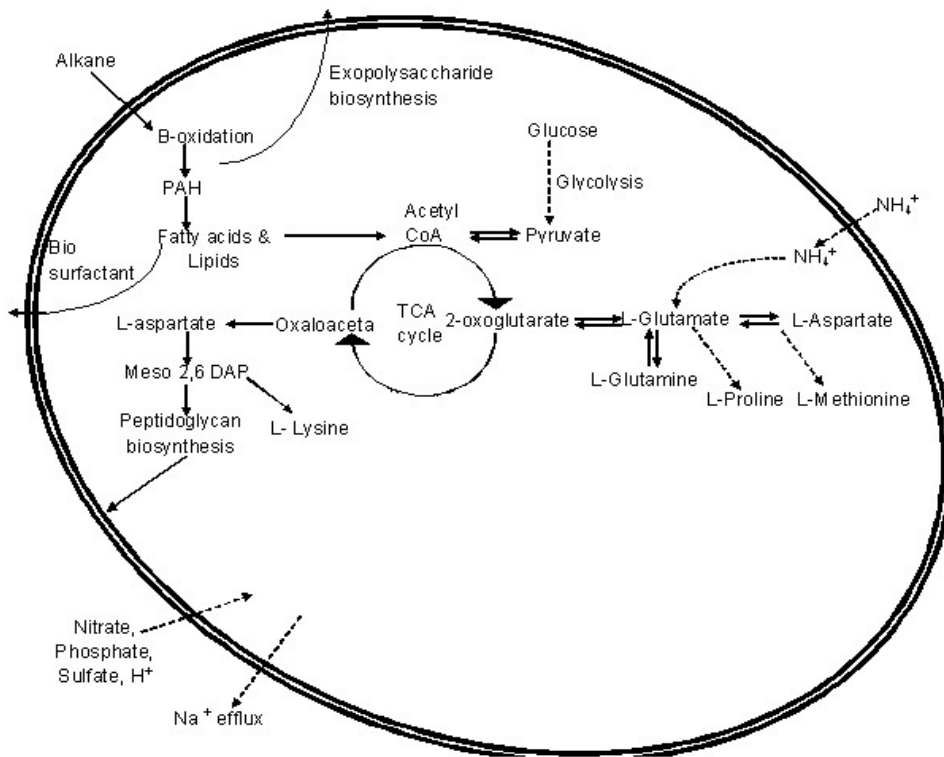 Alkane
Exopolysaccharide
biosynthesis
B-oxidation
Glucose
PAH
Glycolysis
NH₄⁺
Acetyl
CoA
Pyruvate
Fatty acids &
Lipids
Bio
surfactant
NH₄⁺
L-aspartate
Oxaloaceta
TCA
cycle
2-oxoglutarate
L-Glutamate
L-Aspartate
Meso 2,6 DAP
L-Glutamine
L-Proline
L-Methionine
Peptidoglycan
biosynthesis
L- Lysine
Nitrate,
Phosphate,
Sulfate, H⁺
Na⁺ efflux